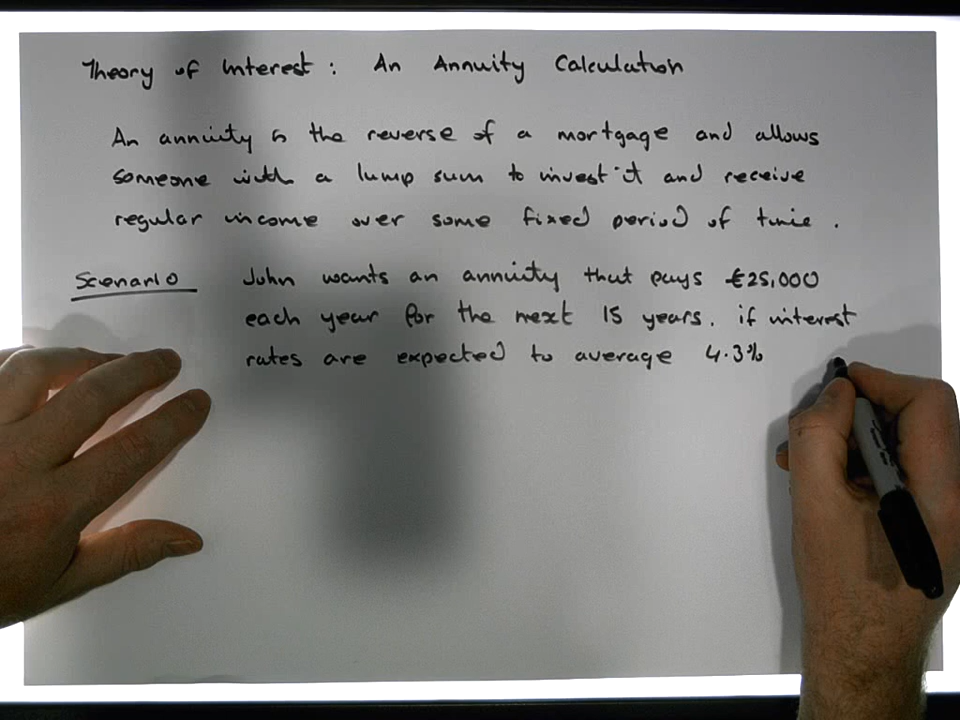 Theory of Interest : An Annuity Calculation
An annuity is the reverse of a mortgage and allows
someone with a lump sum to invest it and receive
regular income over some fixed period of time .
Scenario John wants an annuity that pays €25,000
each year for the next 15 years. if interest
rates are expected to average 4.3%